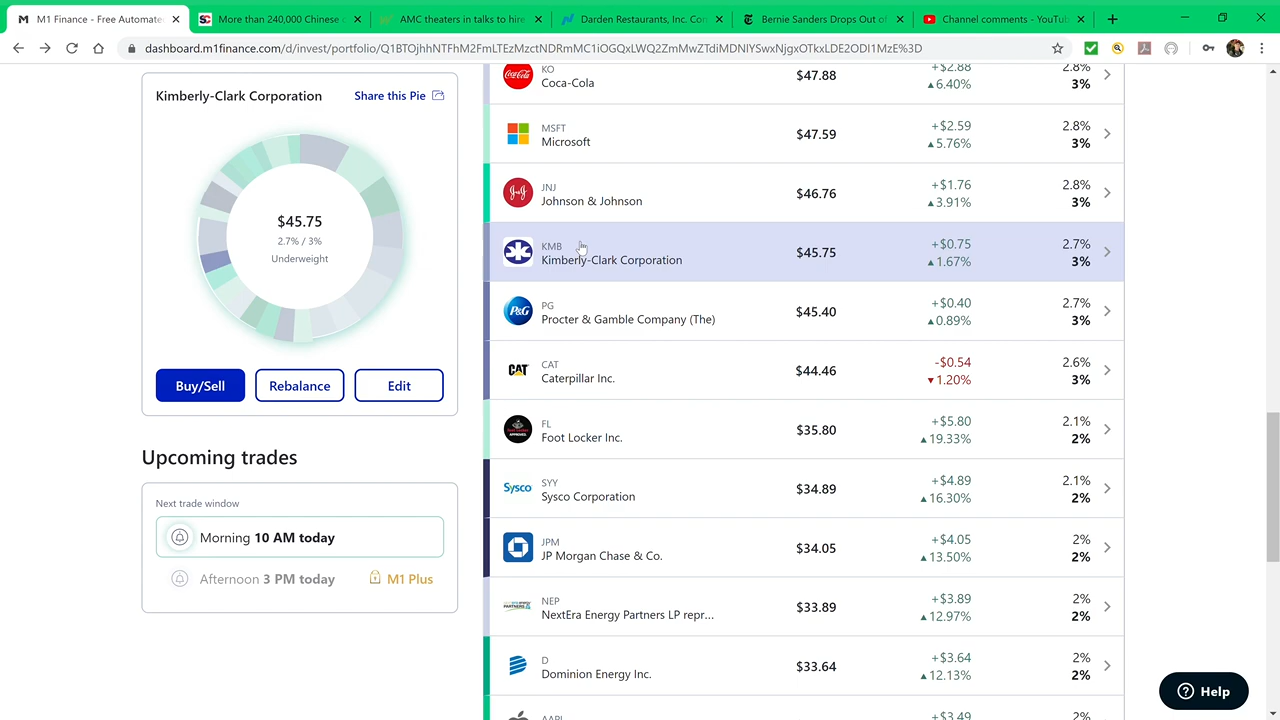 M1 Finance - Free Automate
More than 240,000 Chinese c
AMC theaters in talks to hire
Darden Restaurants, Inc. Con
Bernie Sanders Drops Out of
Channel comments - YouTub
dashboard.m1finance.com/d/invest/portfolio/Q1BTOjhhNTFhM2FmLTEzMzctNDRmMC1iOGQxLWQ2ZmMwZTdiMDNlYSwxNjgxOTkxLDE2ODI1MzE%3D
Kimberly-Clark Corporation
Share this Pie
$45.75
2.7% / 3%
Underweight
Buy/Sell
Rebalance
Edit
Upcoming trades
Next trade window
Morning 10 AM today
Afternoon 3 PM today
M1 Plus
KO
Coca-Cola
$47.88
+$2.88
▲6.40%
2.8%
3%
MSFT
Microsoft
$47.59
+$2.59
▲5.76%
2.8%
3%
JNJ
Johnson & Johnson
$46.76
+$1.76
▲3.91%
2.8%
3%
KMB
Kimberly-Clark Corporation
$45.75
+$0.75
▲1.67%
2.7%
3%
P&G
PG
Procter & Gamble Company (The)
$45.40
+$0.40
▲0.89%
2.7%
3%
CAT
CAT
Caterpillar Inc.
$44.46
-$0.54
▼1.20%
2.6%
3%
FL
Foot Locker Inc.
$35.80
+$5.80
▲19.33%
2.1%
2%
Sysco
SYY
Sysco Corporation
$34.89
+$4.89
▲16.30%
2.1%
2%
JPM
JP Morgan Chase & Co.
$34.05
+$4.05
▲13.50%
2%
2%
NEP
NextEra Energy Partners LP repr...
$33.89
+$3.89
▲12.97%
2%
2%
D
Dominion Energy Inc.
$33.64
+$3.64
▲12.13%
2%
2%
AAPL
+$3.49
2%
Help